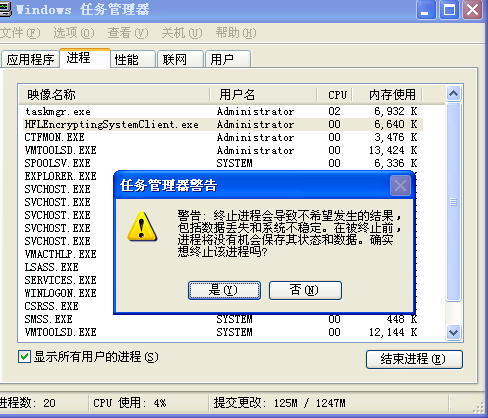 Windows 任务管理器
文件(F) 选项(O) 查看(V) 关机(U) 帮助(H)
应用程序 进程 性能 联网 用户
映像名称 用户名 CPU 内存使用
taskmgr.exe Administrator 02 6,932 K
HFLEncryptingSystemClient.exe Administrator 00 6,640 K
CTFMON.EXE Administrator 00 3,476 K
VMTOOLSD.EXE Administrator 00 13,424 K
SPOOLSV.EXE SYSTEM 00 6,336 K
EXPLORER.EXE
SVCHOST.EXE
SVCHOST.EXE
SVCHOST.EXE
SVCHOST.EXE
SVCHOST.EXE
VMACTHLP.EXE
LSASS.EXE
SERVICES.EXE
WINLOGON.EXE
CSRSS.EXE
SMSS.EXE SYSTEM 00 448 K
VMTOOLSD.EXE SYSTEM 00 12,144 K
任务管理器警告
警告: 终止进程会导致不希望发生的结果，
包括数据丢失和系统不稳定。在被终止前，
进程将没有机会保存其状态和数据。确实
想终止该进程吗?
是(Y) 否(N)
显示所有用户的进程(S) 结束进程(E)
进程数: 20 CPU 使用: 4% 提交更改: 125M / 1247M